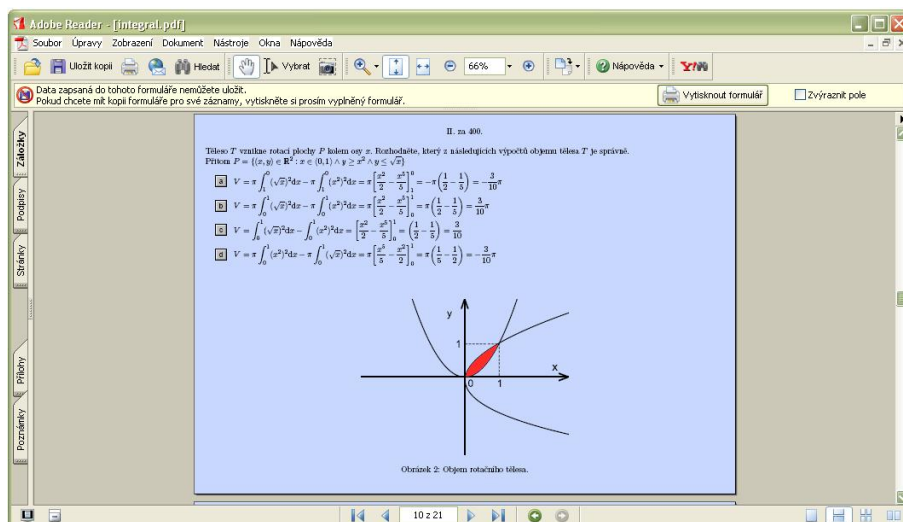 Adobe Reader - [integral.pdf]
Soubor Úpravy Zobrazení Dokument Nástroje Okna Nápověda
Uložit kopii Hledat Vybrat 66% Nápověda Y!
Data zapsaná do tohoto formuláře nemůžete uložit.
Pokud chcete mít kopii formuláře pro své záznamy, vytiskněte si prosím vyplněný formulář.
Vytisknout formulář Zvýraznit pole
Záložky
Podpisy
Stránky
Přílohy
Poznámky
II. za 400.
Těleso T vznikne rotací plochy P kolem osy x. Rozhodněte, který z následujících výpočtů objemu tělesa T je správně.
Přitom P = {(x, y) ∈ ℝ² : x ∈ ⟨0, 1⟩ ∧ y ≥ x² ∧ y ≤ √x}
a V = π∫₁⁰(√x)²dx − π∫₁⁰(x²)²dx = π[x²/2 − x⁵/5]₁⁰ = −π(1/2 − 1/5) = −3/10π
b V = π∫₀¹(√x)²dx − π∫₀¹(x²)²dx = π[x²/2 − x⁵/5]₀¹ = π(1/2 − 1/5) = 3/10π
c V = ∫₀¹(√x)²dx − ∫₀¹(x²)²dx = [x²/2 − x⁵/5]₀¹ = (1/2 − 1/5) = 3/10
d V = π∫₀¹(x²)²dx − π∫₀¹(√x)²dx = π[x⁵/5 − x²/2]₀¹ = π(1/5 − 1/2) = −3/10π
y
1
x
0 1
Obrázek 2: Objem rotačního tělesa.
10 z 21